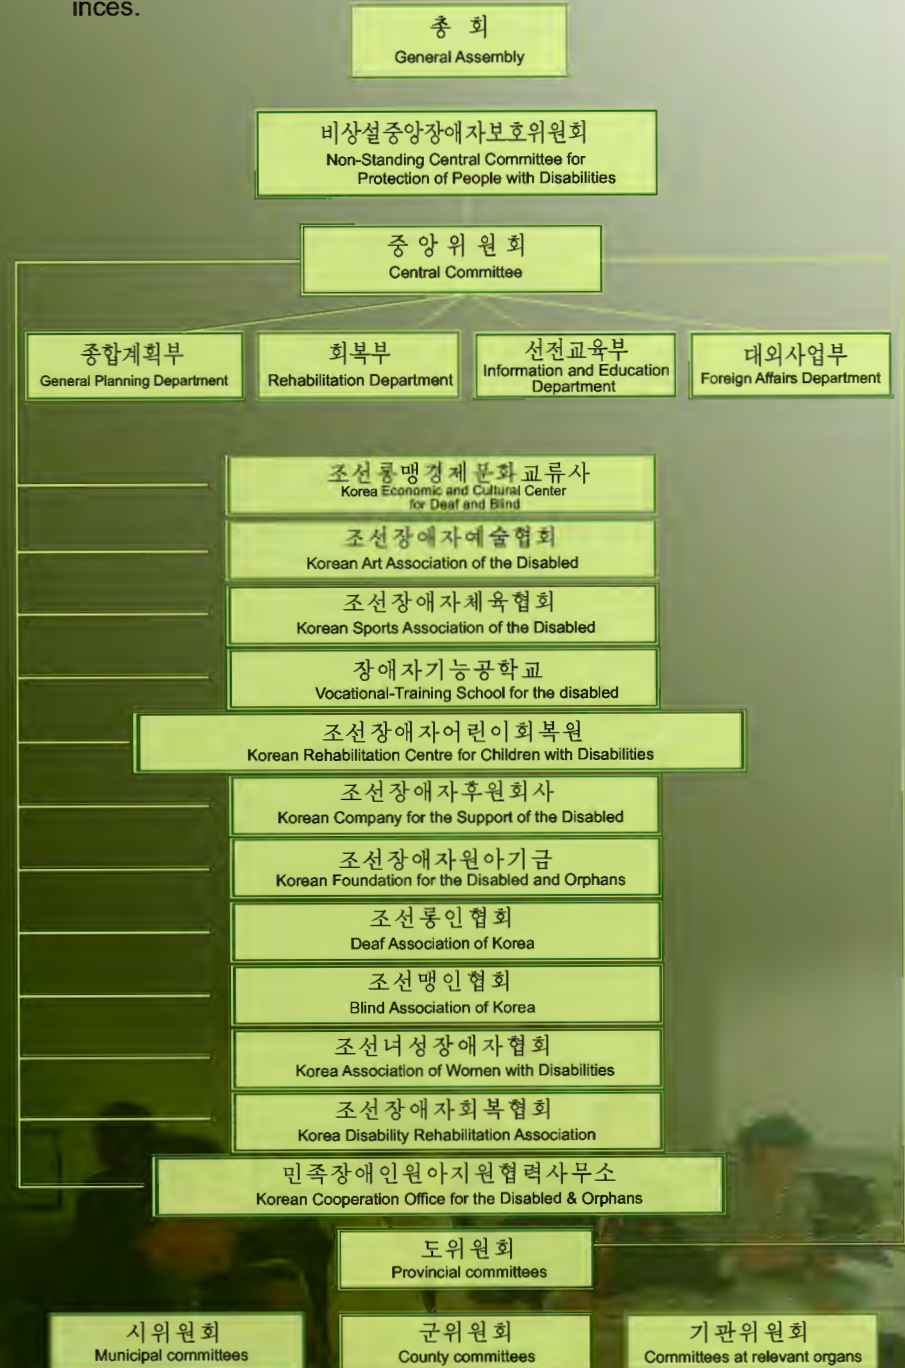 inces.
총 회
General Assembly
비상설중앙장애자보호위원회
Non-Standing Central Committee for
Protection of People with Disabilities
중 앙 위 원 회
Central Committee
종합계획부
General Planning Department
회복부
Rehabilitation Department
선전교육부
Information and Education
Department
대외사업부
Foreign Affairs Department
조선롱맹경제문화교류사
Korea Economic and Cultural Center
for Deaf and Blind
조선장애자예술협회
Korean Art Association of the Disabled
조선장애자체육협회
Korean Sports Association of the Disabled
장애자기능공학교
Vocational-Training School for the disabled
조선장애자어린이회복원
Korean Rehabilitation Centre for Children with Disabilities
조선장애자후원회사
Korean Company for the Support of the Disabled
조선장애자원아기금
Korean Foundation for the Disabled and Orphans
조선롱인협회
Deaf Association of Korea
조선맹인협회
Blind Association of Korea
조선녀성장애자협회
Korea Association of Women with Disabilities
조선장애자회복협회
Korea Disability Rehabilitation Association
민족장애인원아지원협력사무소
Korean Cooperation Office for the Disabled & Orphans
도위원회
Provincial committees
시위원회
Municipal committees
군위원회
County committees
기관위원회
Committees at relevant organs